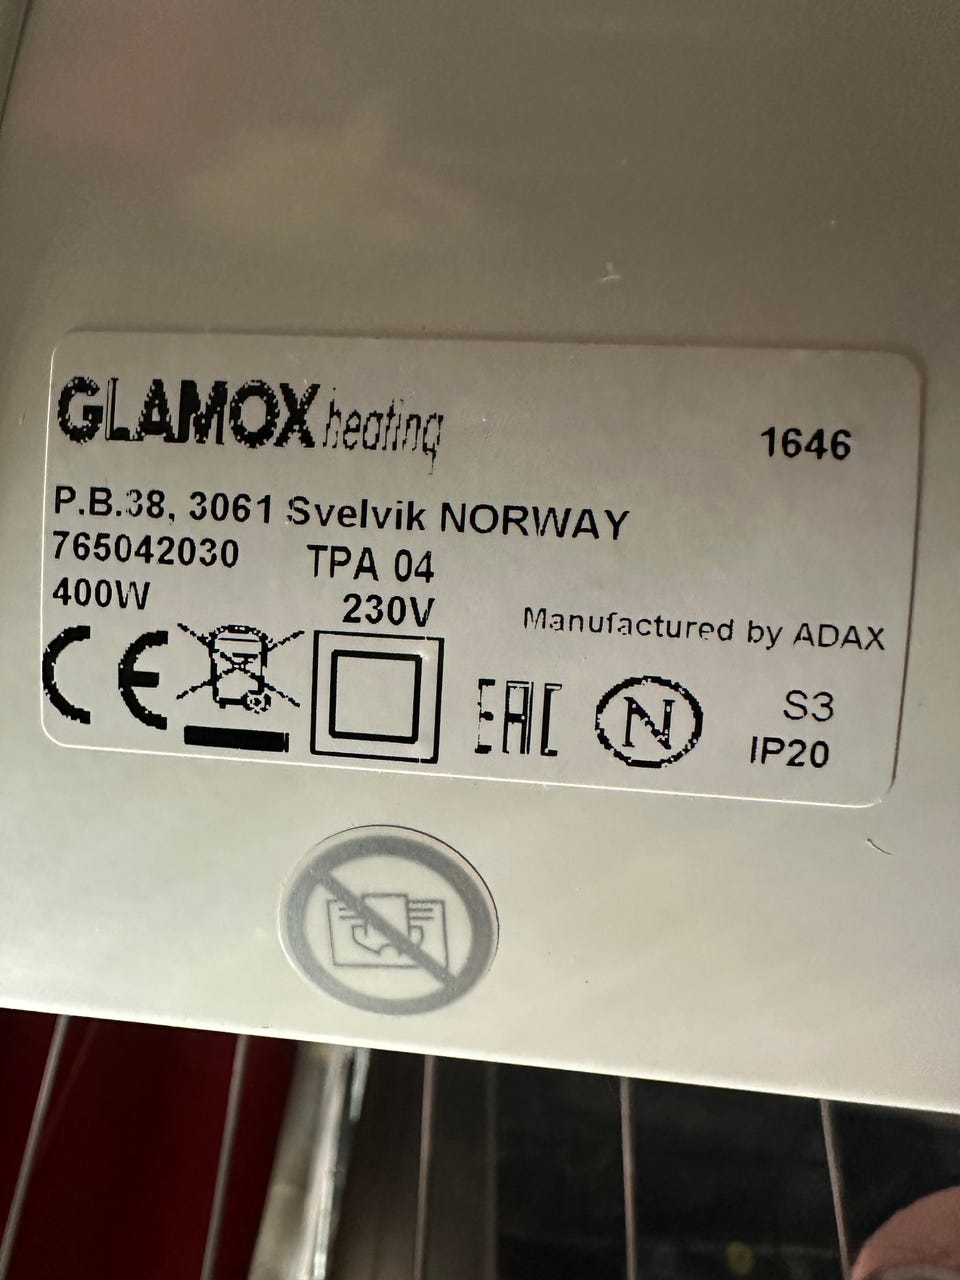 GLAMOX heating
1646
P.B.38, 3061 Svelvik NORWAY
765042030 TPA 04
400W 230V
Manufactured by ADAX
CE
EAC
N
S3
IP20